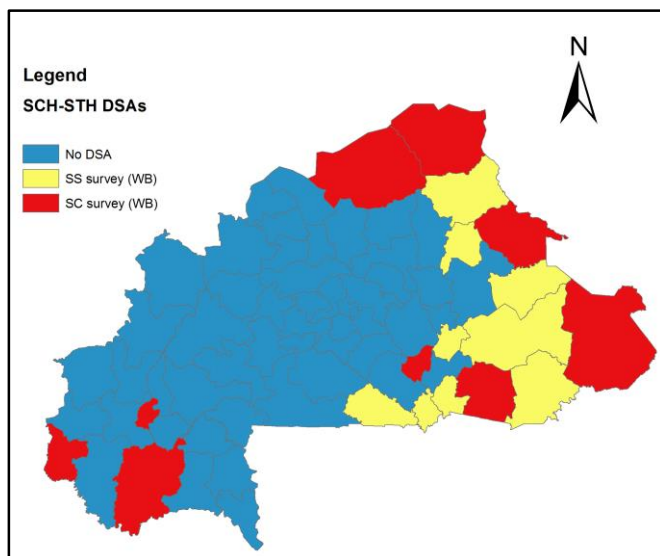 N
Legend
SCH-STH DSAs
No DSA
SS survey (WB)
SC survey (WB)